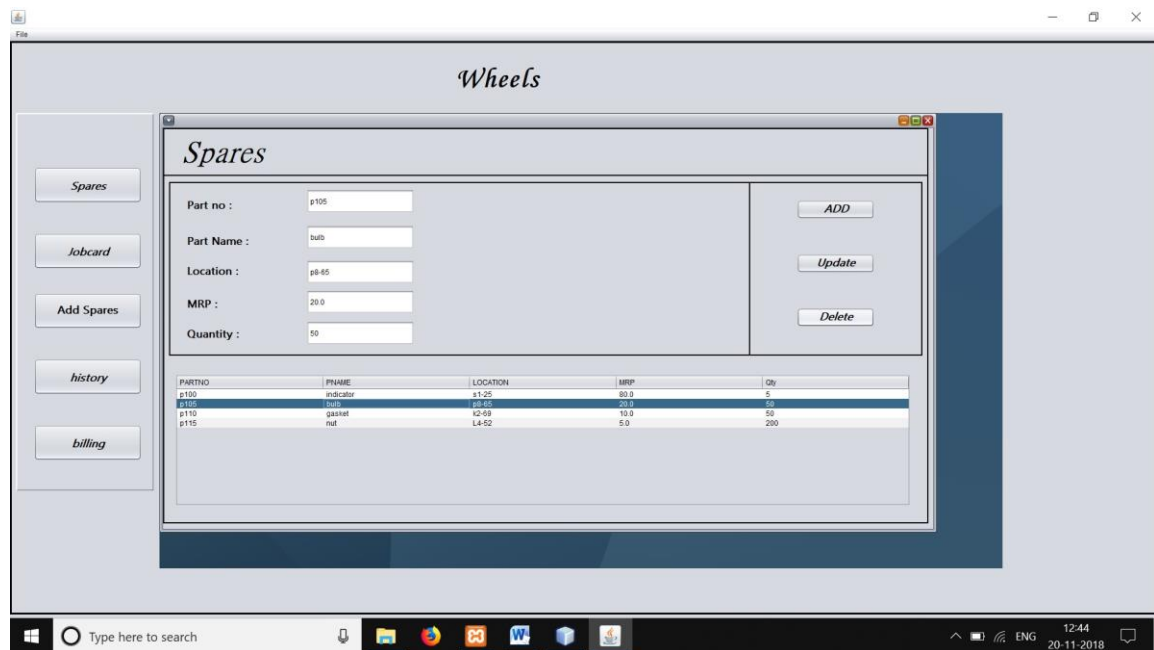 File
Wheels
Spares
Jobcard
Add Spares
history
billing
Spares
Part no :
p105
Part Name :
bulb
Location :
p8-65
MRP :
20.0
Quantity :
50
ADD
Update
Delete
PARTNO PNAME LOCATION MRP Qty
p100 indicator s1-25 80.0 5
p105 bulb p8-65 20.0 50
p110 gasket k2-69 10.0 50
p115 nut L4-52 5.0 200
Type here to search
ENG
12:44
20-11-2018